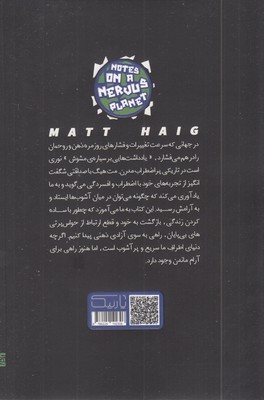 NOTES
ON A
NERVOUS
PLANET
MATT HAIG
در جهانی که سرعت تغییرات و فشارهای روزمره ذهن و روحمان
را در هم می‌فشارد، «یادداشت‌هایی بر سیاره‌ی مشوش» نوری
است در تاریکی پراضطراب مدرن. مت هیگ با صداقتی شگفت
انگیز از تجربه‌های خود با اضطراب و افسردگی می‌گوید و به ما
یادآوری می‌کند که چگونه می‌توان در میان آشوب‌ها ایستاد و
به آرامش رسید. این کتاب به ما می‌آموزد که چطور با ساده
کردن زندگی، بازگشت به خود و قطع ارتباط از حواس‌پرتی
های بی‌پایان، راهی به سوی آزادی ذهنی پیدا کنیم. اگرچه
دنیای اطراف ما سریع و پرآشوب است، اما هنوز راهی برای
آرام ماندن وجود دارد.